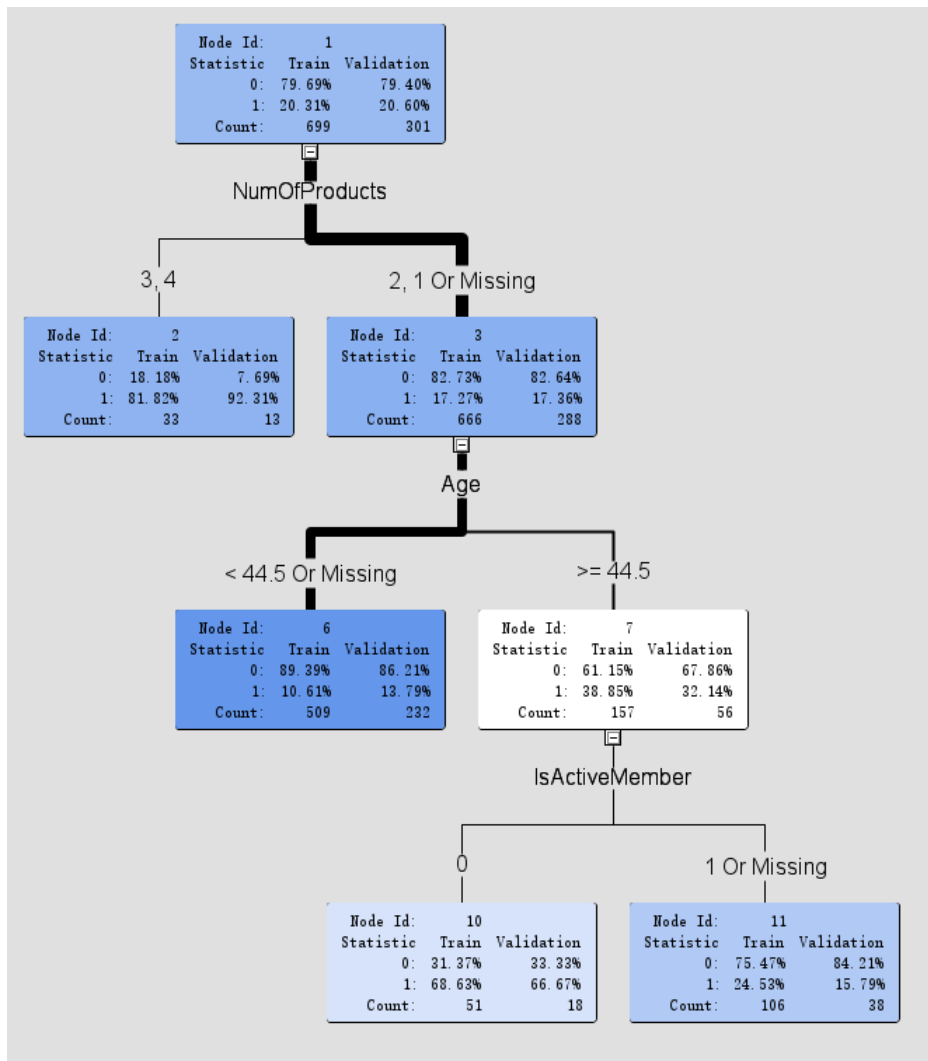 Node Id: 1
Statistic Train Validation
0: 79.69% 79.40%
1: 20.31% 20.60%
Count: 699 301
NumOfProducts
3, 4
2, 1 Or Missing
Node Id: 2
Statistic Train Validation
0: 18.18% 7.69%
1: 81.82% 92.31%
Count: 33 13
Node Id: 3
Statistic Train Validation
0: 82.73% 82.64%
1: 17.27% 17.36%
Count: 666 288
Age
< 44.5 Or Missing
>= 44.5
Node Id: 6
Statistic Train Validation
0: 89.39% 86.21%
1: 10.61% 13.79%
Count: 509 232
Node Id: 7
Statistic Train Validation
0: 61.15% 67.86%
1: 38.85% 32.14%
Count: 157 56
IsActiveMember
0
1 Or Missing
Node Id: 10
Statistic Train Validation
0: 31.37% 33.33%
1: 68.63% 66.67%
Count: 51 18
Node Id: 11
Statistic Train Validation
0: 75.47% 84.21%
1: 24.53% 15.79%
Count: 106 38